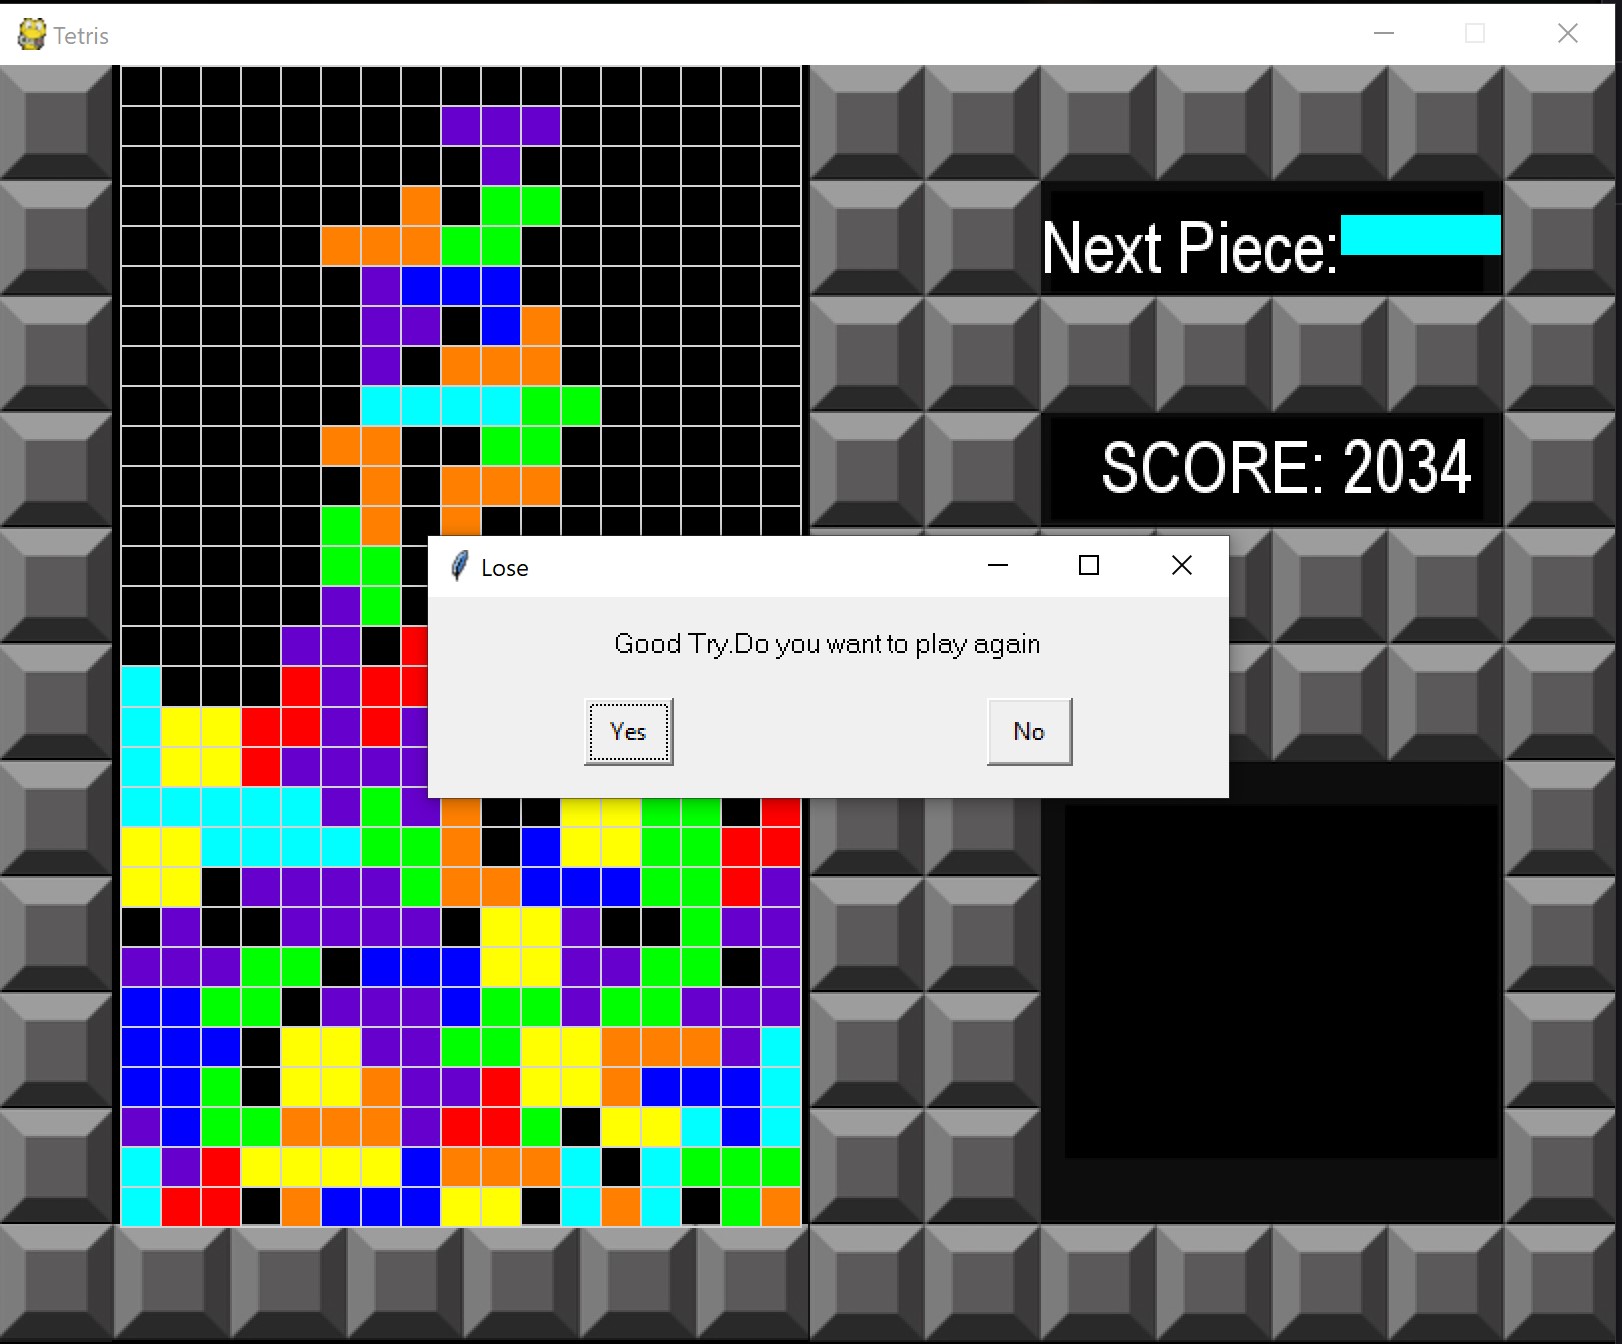 Tetris
Next Piece:
SCORE: 2034
Lose
Good Try.Do you want to play again
Yes No